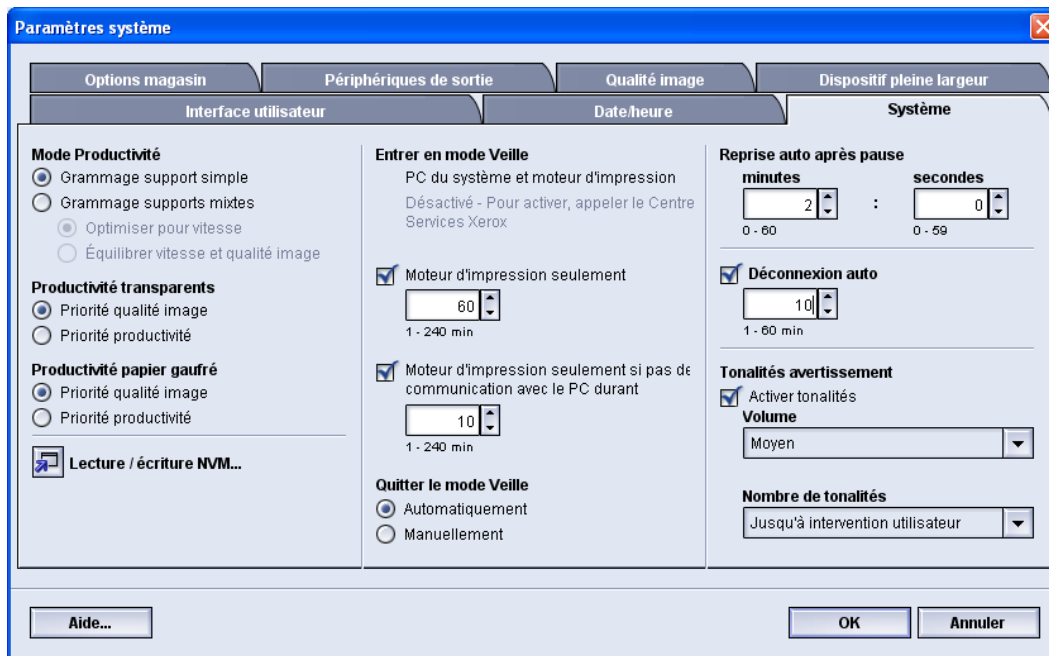 Paramètres système
Options magasin
Périphériques de sortie
Qualité image
Dispositif pleine largeur
Interface utilisateur
Date/heure
Système
Mode Productivité
Grammage support simple
Grammage supports mixtes
Optimiser pour vitesse
Équilibrer vitesse et qualité image
Productivité transparents
Priorité qualité image
Priorité productivité
Productivité papier gaufré
Priorité qualité image
Priorité productivité
Lecture / écriture NVM...
Entrer en mode Veille
PC du système et moteur d'impression
Désactivé - Pour activer, appeler le Centre
Services Xerox
Moteur d'impression seulement
60
1 - 240 min
Moteur d'impression seulement si pas de
communication avec le PC durant
10
1 - 240 min
Quitter le mode Veille
Automatiquement
Manuellement
Reprise auto après pause
minutes secondes
2 : 0
0 - 60 0 - 59
Déconnexion auto
10
1 - 60 min
Tonalités avertissement
Activer tonalités
Volume
Moyen
Nombre de tonalités
Jusqu'à intervention utilisateur
Aide...
OK
Annuler